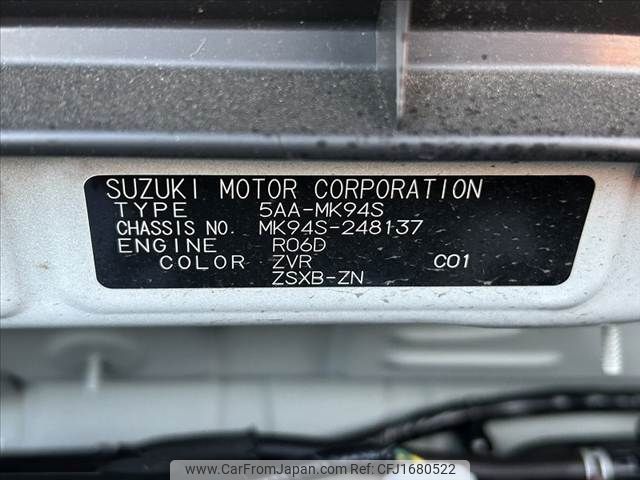 SUZUKI MOTOR CORPORATION
TYPE 5AA-MK94S
CHASSIS NO. MK94S-248137
ENGINE R06D
COLOR ZVR C01
ZSXB-ZN
www.CarFromJapan.com Ref No: CFJ1680522